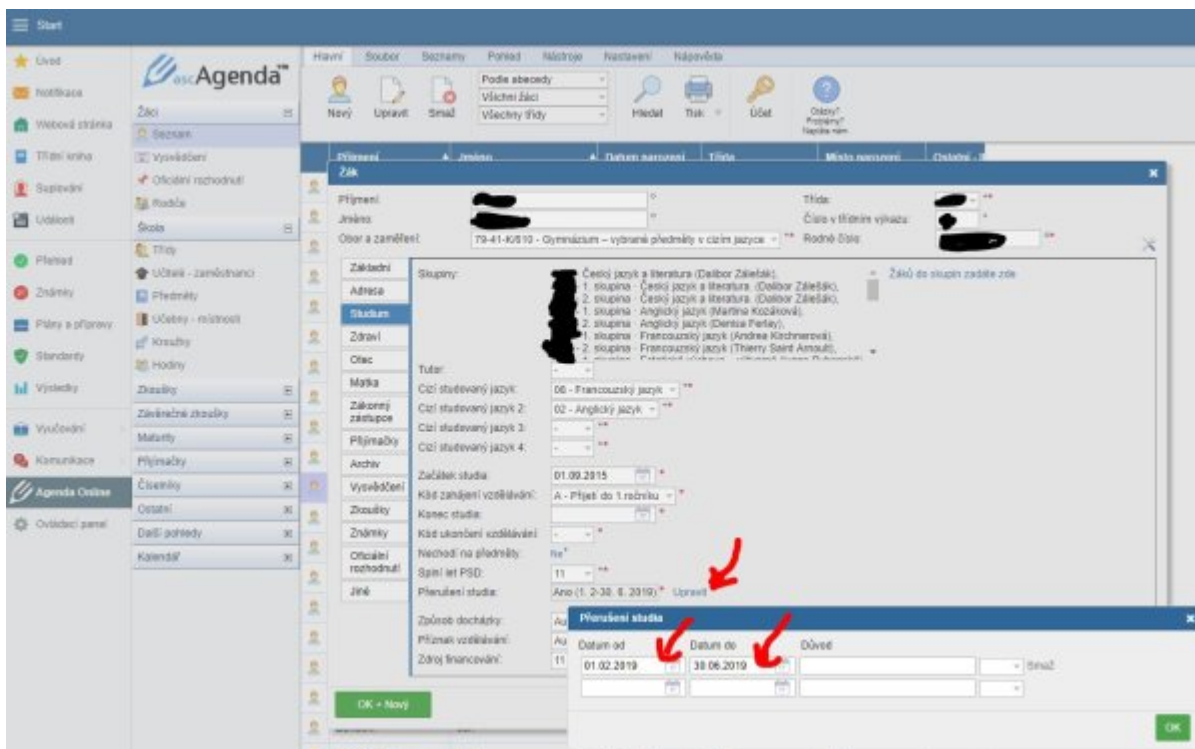 Start
Úvod
Notifikace
Webová stránka
Třídní kniha
Suplování
Události
Přehled
Známky
Plány a přípravy
Standardy
Výsledky
Vyučování
Komunikace
Agenda Online
Ovládací panel
ascAgenda™
Žáci
Seznam
Vysvědčení
Oficiální rozhodnutí
Rodiče
Škola
Třídy
Učitelé - zaměstnanci
Předměty
Učebny - místnosti
Kroužky
Hodiny
Zkoušky
Závěrečné zkoušky
Maturity
Přijímačky
Číselníky
Ostatní
Další pohledy
Kalendář
Hlavní Soubor Seznamy Pohled Nástroje Nastavení Nápověda
Nový Upravit Smaž
Podle abecedy
Všichni žáci
Všechny třídy
Hledat Tisk Účet
Otázky?
Problémy?
Napište nám
Příjmení Jméno Datum narození Třída Místo narození Ostatní -
Žák
Příjmení:
Třída:
Jméno:
Číslo v třídním výkazu:
Obor a zaměření: 79-41-K/610 - Gymnázium – vybrané předměty v cizím jazyce
Rodné číslo:
Základní
Adresa
Studium
Zdraví
Otec
Matka
Zákonný zástupce
Přijímačky
Archiv
Vysvědčení
Zkoušky
Známky
Oficiální rozhodnutí
Jiné
Skupiny:
Český jazyk a literatura (Dalibor Zálešák),
1. skupina - Český jazyk a literatura (Dalibor Zálešák),
2. skupina - Český jazyk a literatura (Dalibor Zálešák),
1. skupina - Anglický jazyk (Martina Kozáková),
2. skupina - Anglický jazyk (Denisa Perlay),
1. skupina - Francouzský jazyk (Andrea Kirchnerová),
2. skupina - Francouzský jazyk (Thierry Saint Arnoult),
Žáků do skupin zadáte zde
Tutor: -
Cizí studovaný jazyk: 06 - Francouzský jazyk **
Cizí studovaný jazyk 2: 02 - Anglický jazyk **
Cizí studovaný jazyk 3: - **
Cizí studovaný jazyk 4: - **
Začátek studia: 01.09.2015 *
Kód zahájení vzdělávání: A - Přijetí do 1.ročníku *
Konec studia: *
Kód ukončení vzdělávání: - *
Nechodí na předměty: Ne*
Splnil let PSD: 11 **
Přerušení studia: Ano (1. 2-30. 6. 2019)* Upravit
Způsob docházky: Au
Příznak vzdělávání: Au
Zdroj financování: 11
OK + Nový
Přerušení studia
Datum od Datum do Důvod
01.02.2019 30.06.2019 Smaž
OK